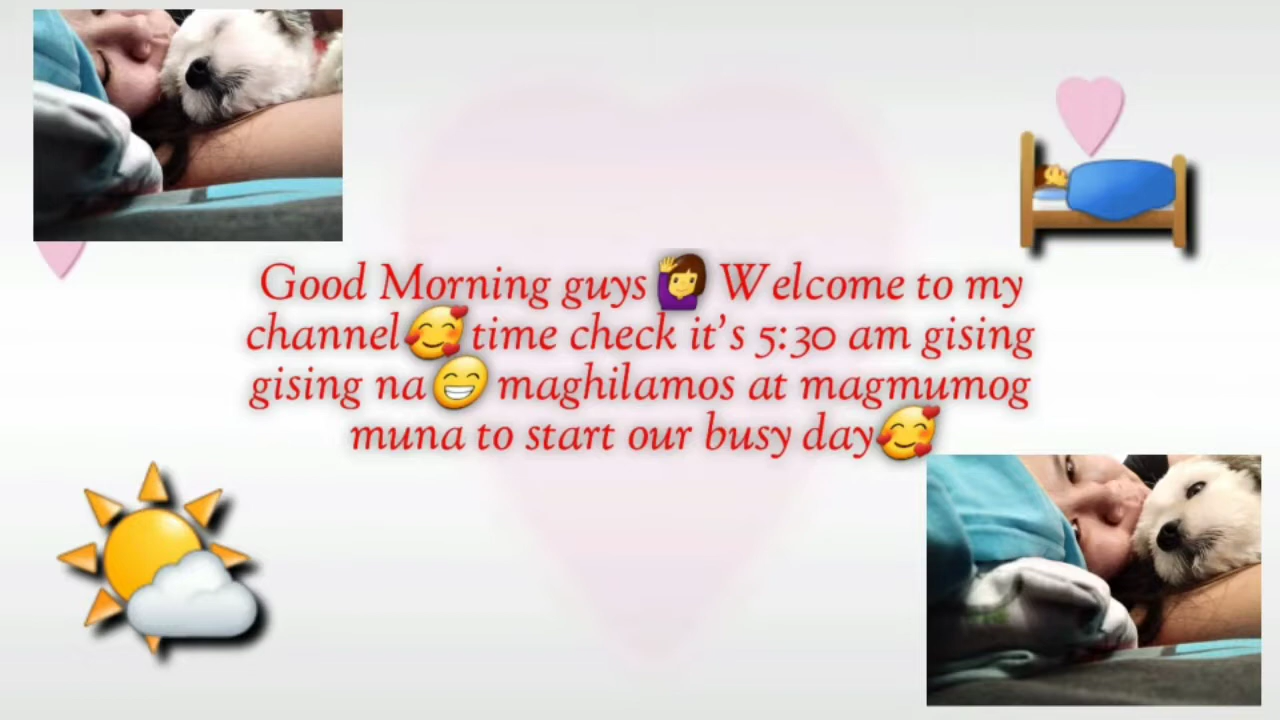 Good Morning guys🙋‍♀️ Welcome to my
channel🥰 time check it's 5:30 am gising
gising na😁 maghilamos at magmumog
muna to start our busy day🥰